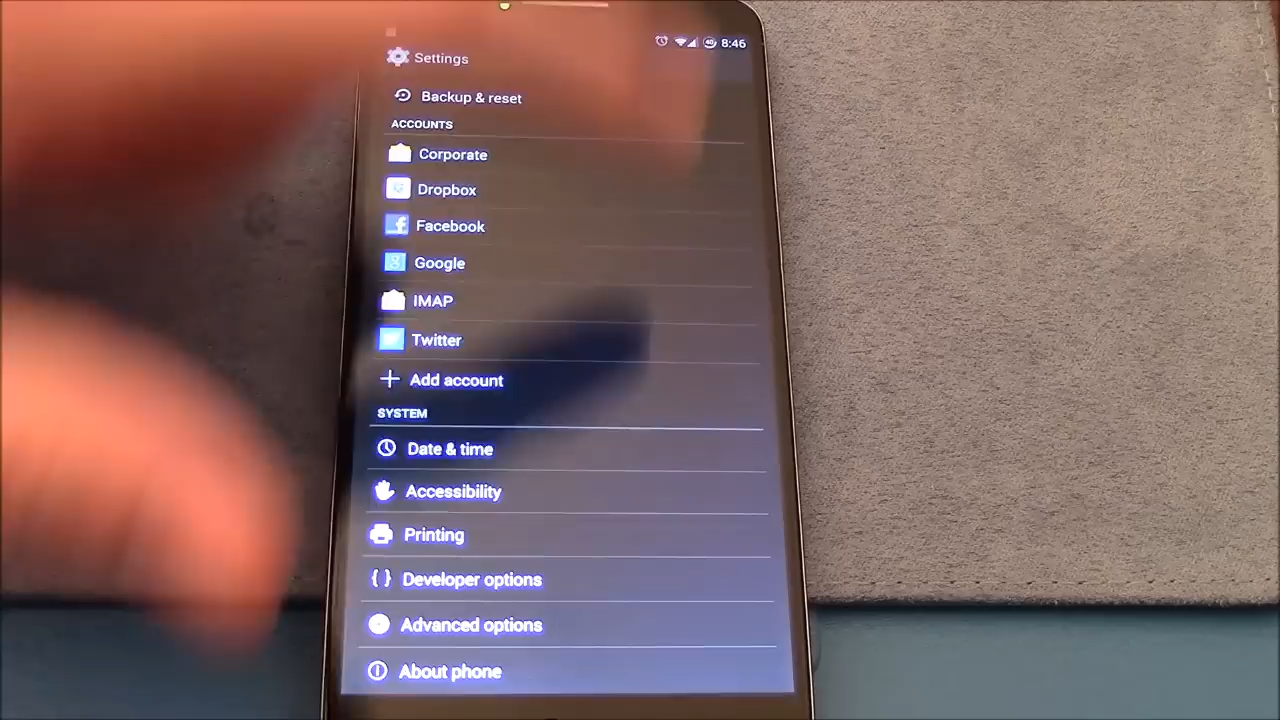 8:46
Settings
Backup & reset
ACCOUNTS
Corporate
Dropbox
Facebook
Google
IMAP
Twitter
Add account
SYSTEM
Date & time
Accessibility
Printing
Developer options
Advanced options
About phone